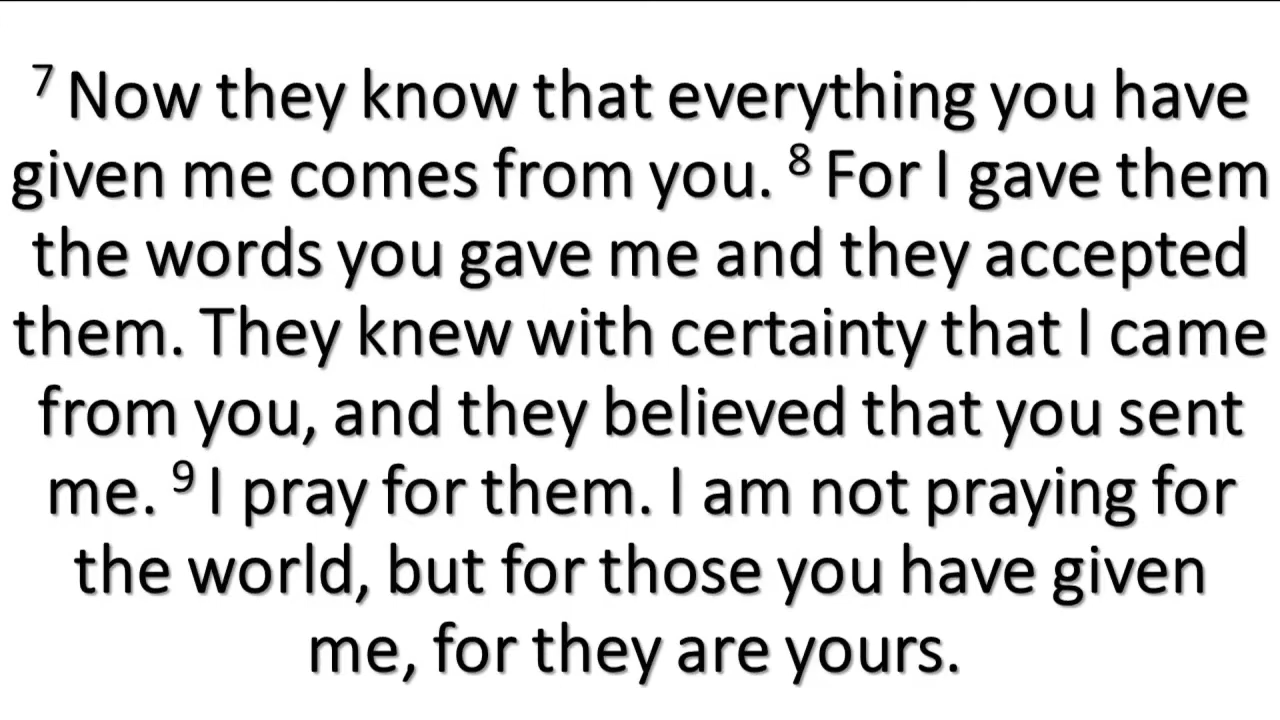 7 Now they know that everything you have
given me comes from you. 8 For I gave them
the words you gave me and they accepted
them. They knew with certainty that I came
from you, and they believed that you sent
me. 9 I pray for them. I am not praying for
the world, but for those you have given
me, for they are yours.